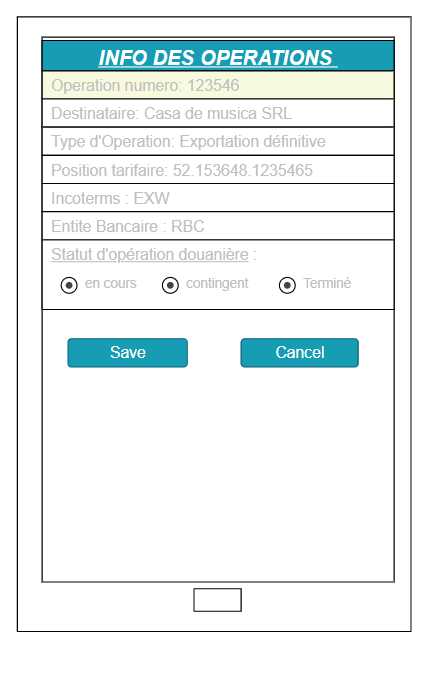 INFO DES OPERATIONS
Operation numero: 123546
Destinataire: Casa de musica SRL
Type d'Operation: Exportation définitive
Position tarifaire: 52.153648.1235465
Incoterms : EXW
Entite Bancaire : RBC
Statut d'opération douanière :
en cours contingent Terminé
Save Cancel